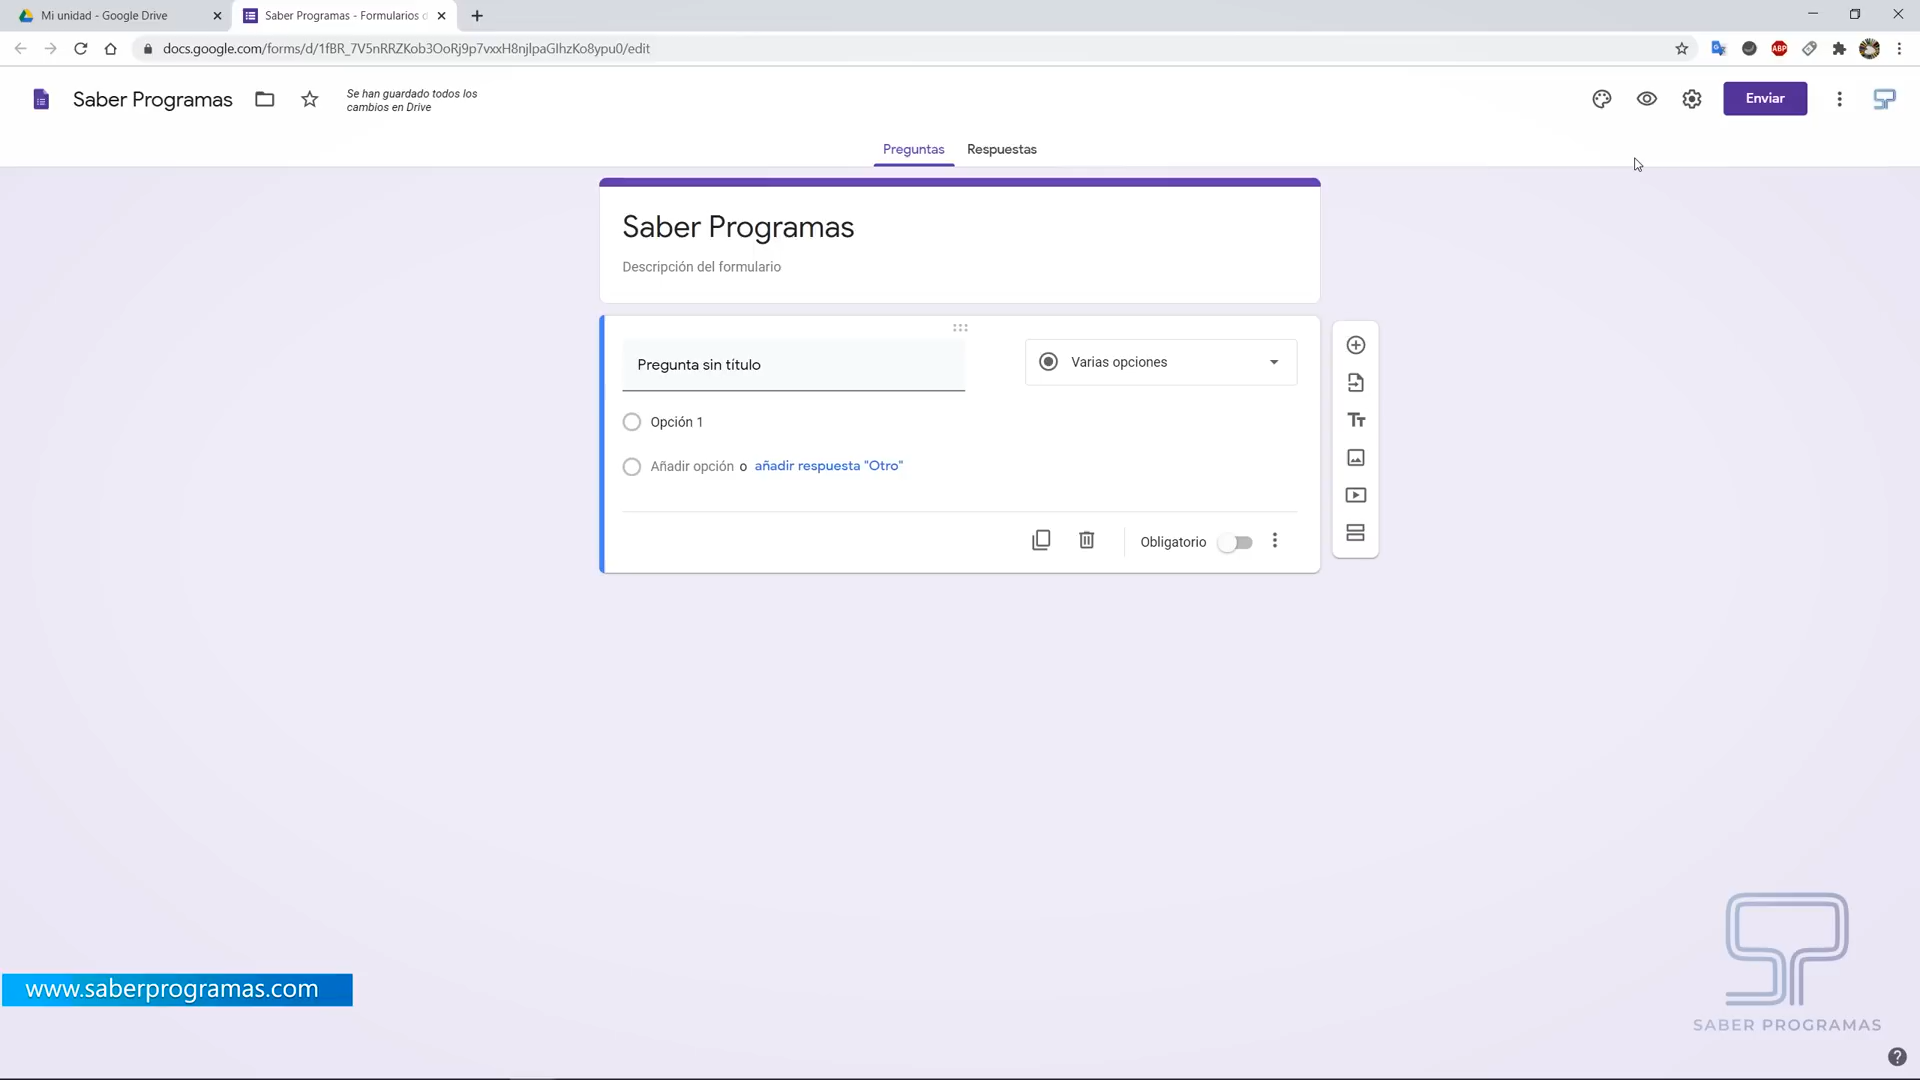 Mi unidad - Google Drive
Saber Programas - Formularios d
docs.google.com/forms/d/1fBR_7V5nRRZKob3OoRj9p7vxxH8njlpaGlhzKo8ypu0/edit
ABP
Saber Programas
Se han guardado todos los
cambios en Drive
Enviar
Preguntas
Respuestas
Saber Programas
Descripción del formulario
Pregunta sin título
Varias opciones
Opción 1
Añadir opción o añadir respuesta "Otro"
Obligatorio
www.saberprogramas.com
SABER PROGRAMAS